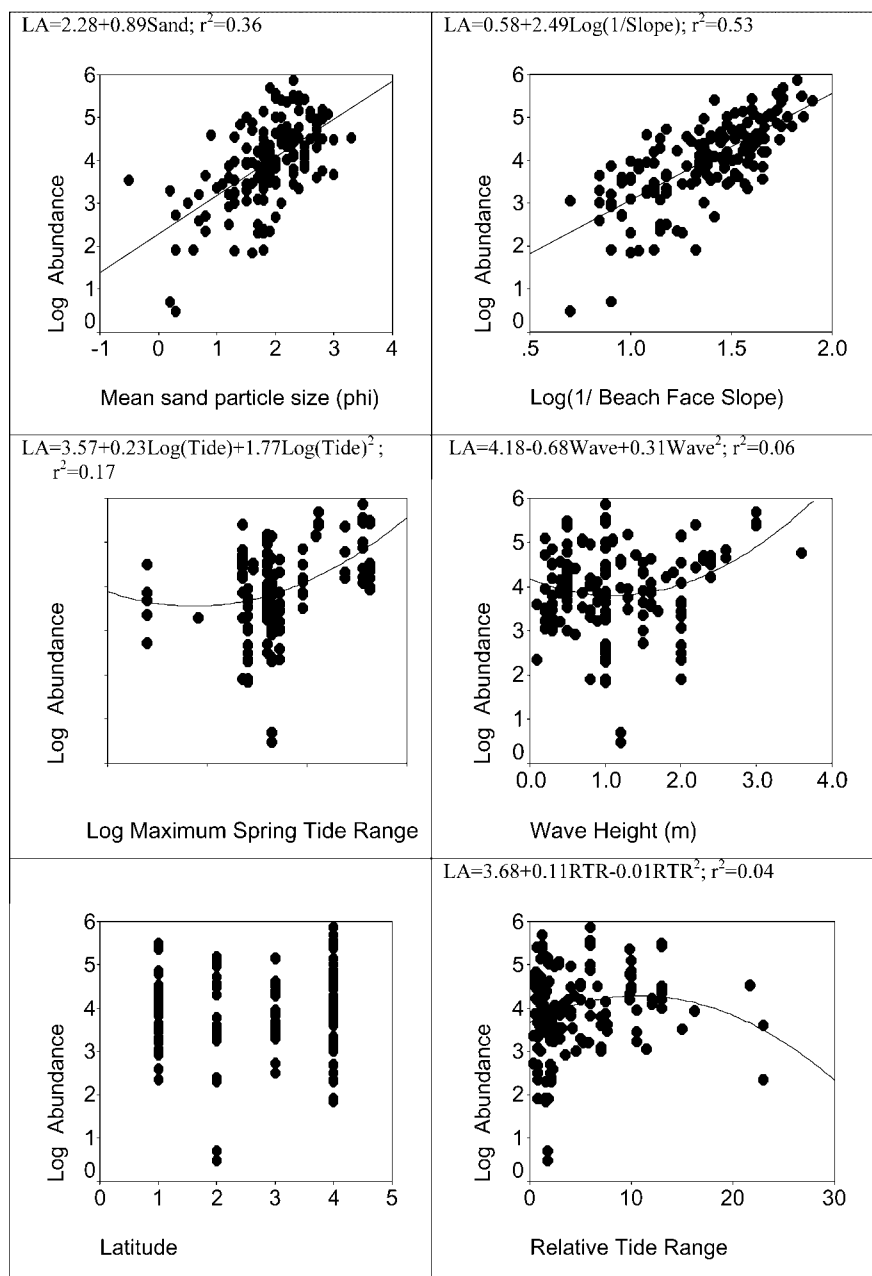 LA=2.28+0.89Sand; r²=0.36
6
5
4
3
2
1
0
Log Abundance
-1 0 1 2 3 4
Mean sand particle size (phi)
LA=0.58+2.49Log(1/Slope); r²=0.53
6
5
4
3
2
1
0
Log Abundance
.5 1.0 1.5 2.0
Log(1/ Beach Face Slope)
LA=3.57+0.23Log(Tide)+1.77Log(Tide)²;
r²=0.17
Log Abundance
Log Maximum Spring Tide Range
LA=4.18-0.68Wave+0.31Wave²; r²=0.06
6
5
4
3
2
1
0
Log Abundance
0.0 1.0 2.0 3.0 4.0
Wave Height (m)
6
5
4
3
2
1
0
Log Abundance
0 1 2 3 4 5
Latitude
LA=3.68+0.11RTR-0.01RTR²; r²=0.04
6
5
4
3
2
1
0
Log Abundance
0 10 20 30
Relative Tide Range